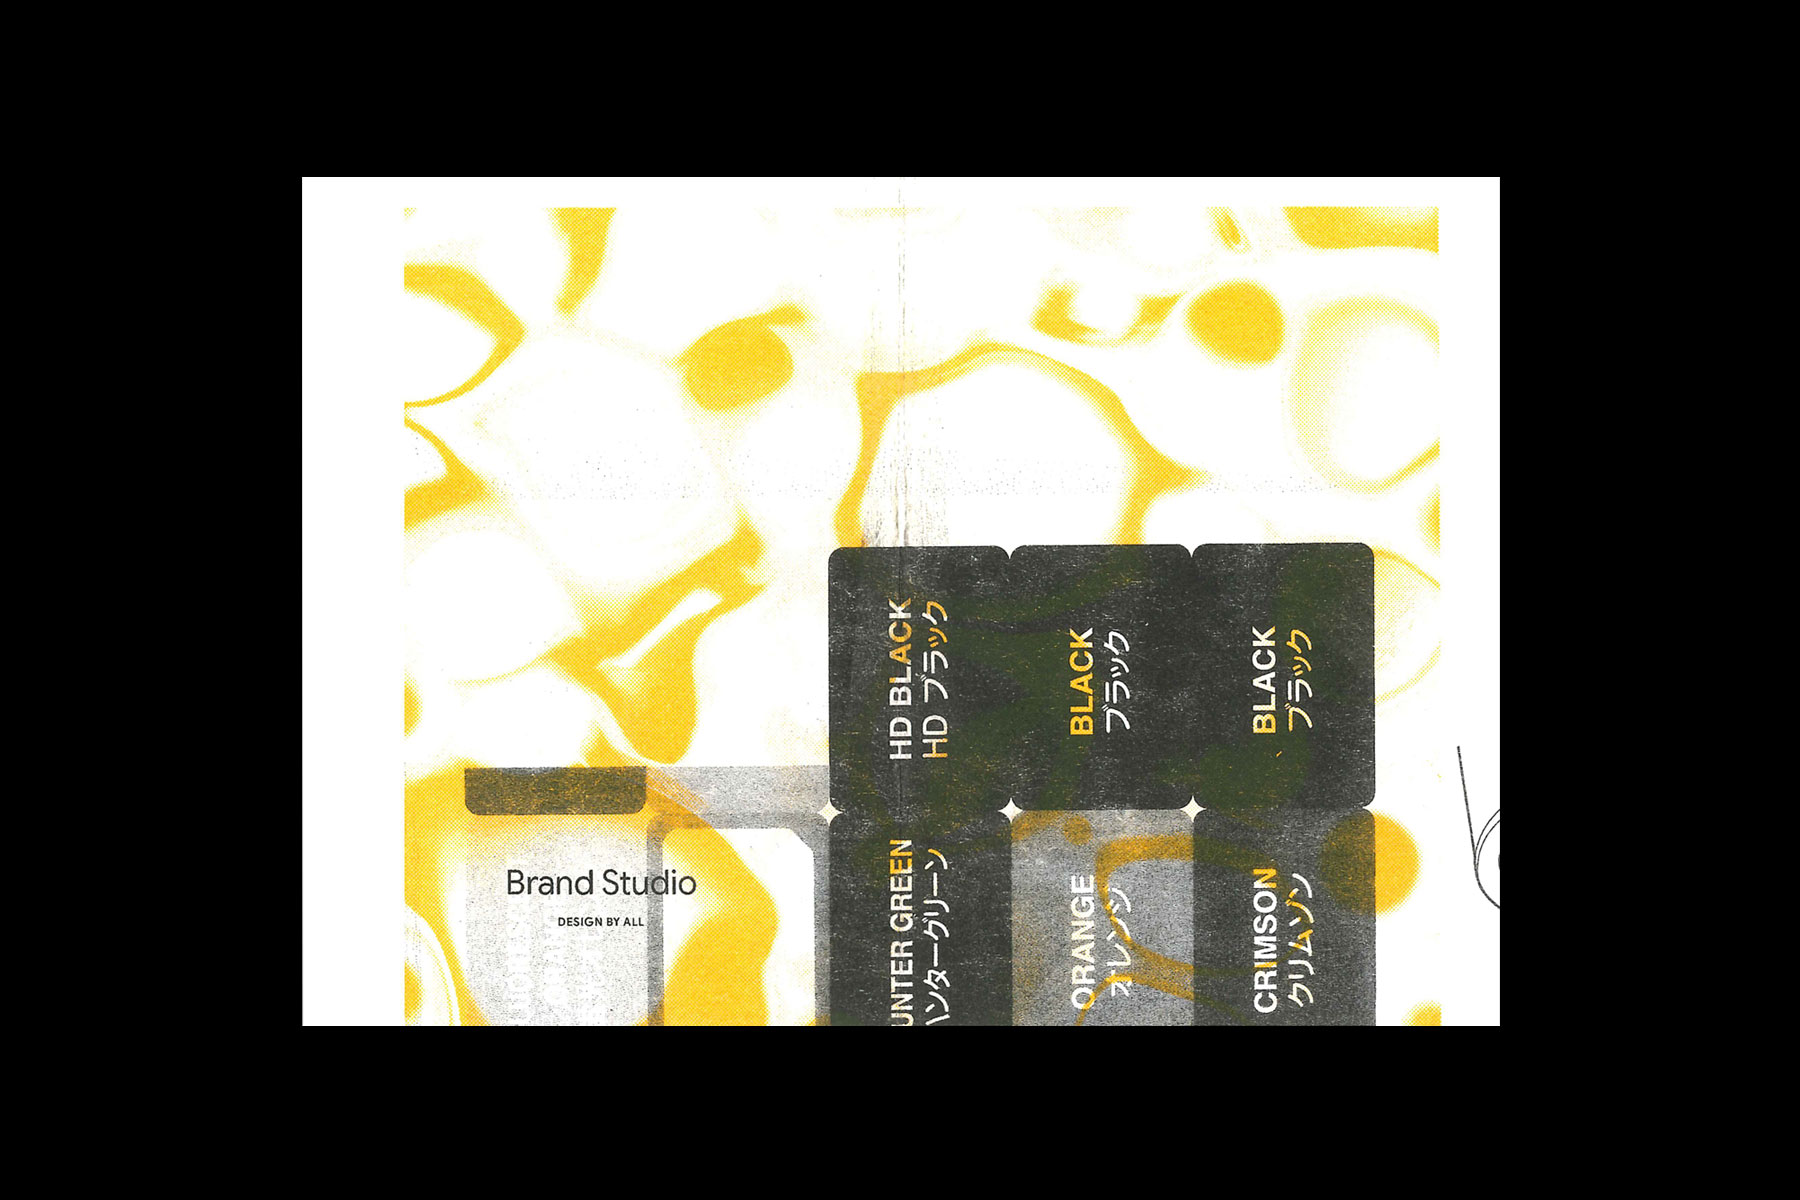 HD BLACK
HD ブラック
BLACK
ブラック
BLACK
ブラック
UNTER GREEN
ハンターグリーン
ORANGE
オレンジ
CRIMSON
クリムゾン
Brand Studio
DESIGN BY ALL